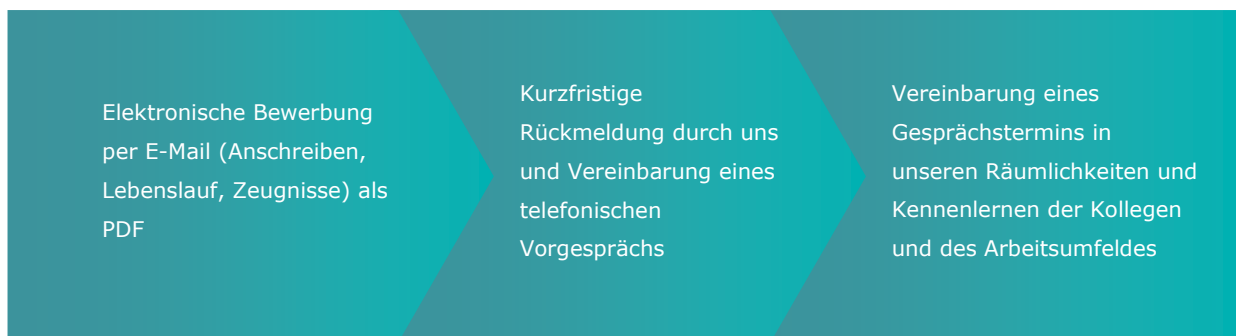 Elektronische Bewerbung
per E-Mail (Anschreiben,
Lebenslauf, Zeugnisse) als
PDF
Kurzfristige
Rückmeldung durch uns
und Vereinbarung eines
telefonischen
Vorgesprächs
Vereinbarung eines
Gesprächstermins in
unseren Räumlichkeiten und
Kennenlernen der Kollegen
und des Arbeitsumfeldes